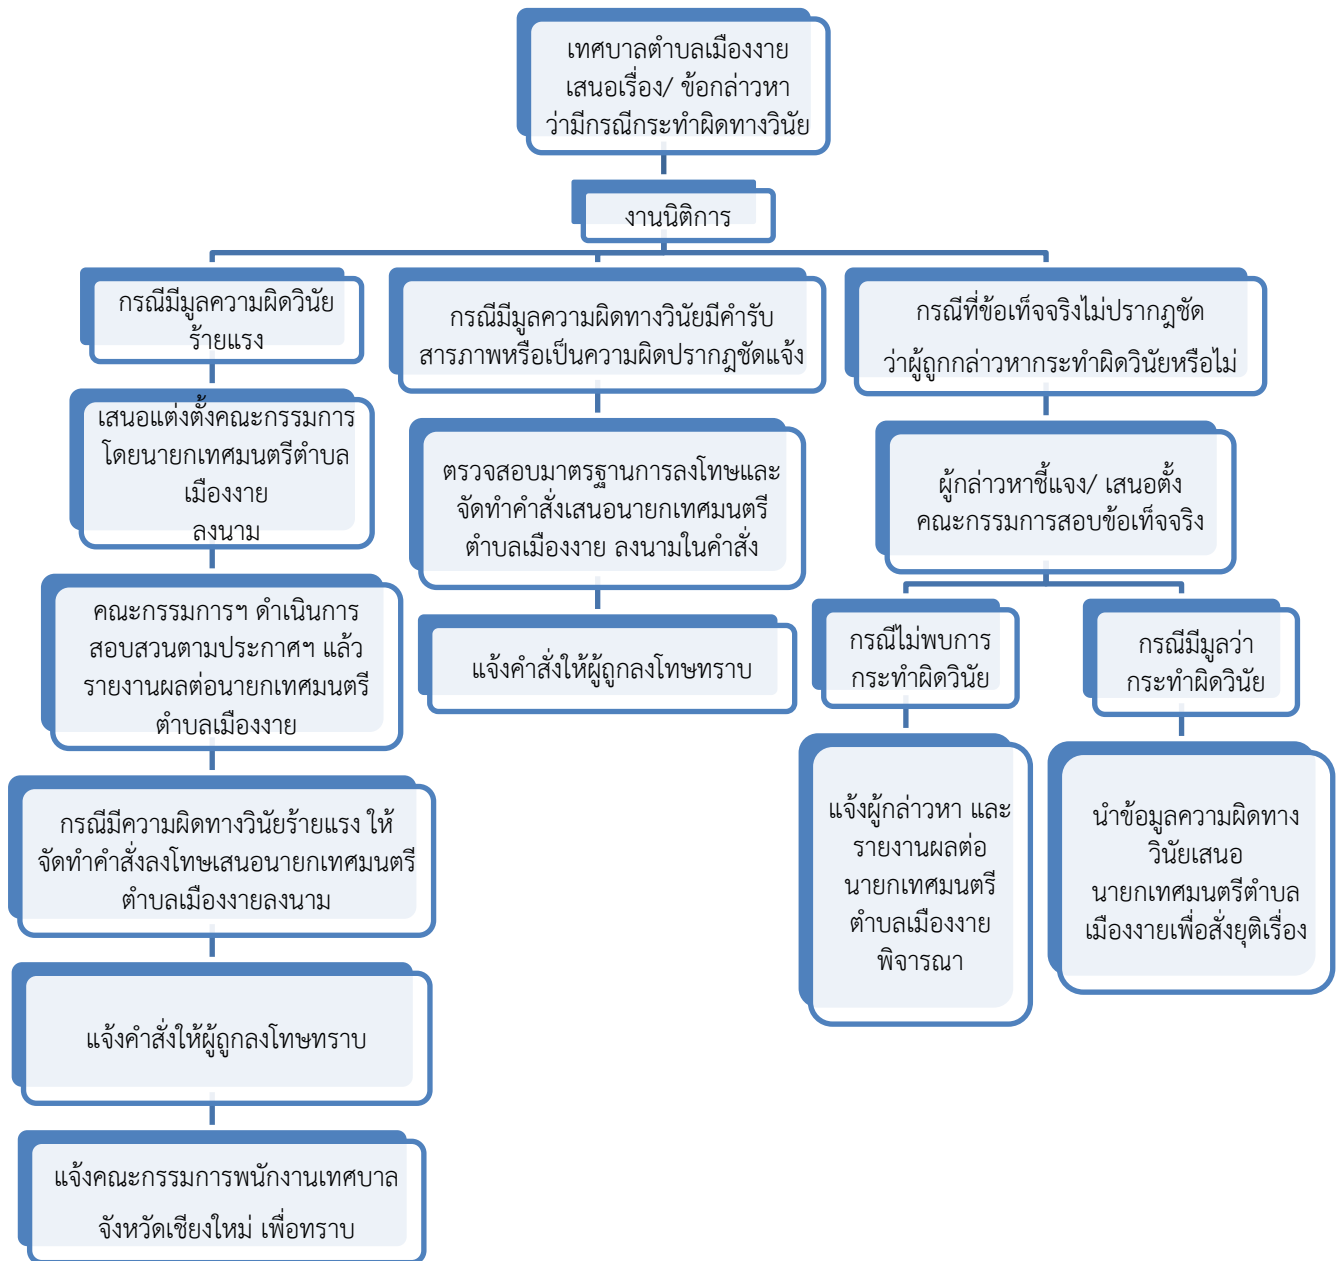 เทศบาลตำบลเมืองงาย
เสนอเรื่อง/ ข้อกล่าวหา
ว่ามีกรณีกระทำผิดทางวินัย
งานนิติการ
กรณีมีมูลความผิดวินัย
ร้ายแรง
เสนอแต่งตั้งคณะกรรมการ
โดยนายกเทศมนตรีตำบล
เมืองงาย
ลงนาม
คณะกรรมการฯ ดำเนินการ
สอบสวนตามประกาศฯ แล้ว
รายงานผลต่อนายกเทศมนตรี
ตำบลเมืองงาย
กรณีมีความผิดทางวินัยร้ายแรง ให้
จัดทำคำสั่งลงโทษเสนอนายกเทศมนตรี
ตำบลเมืองงายลงนาม
แจ้งคำสั่งให้ผู้ถูกลงโทษทราบ
แจ้งคณะกรรมการพนักงานเทศบาล
จังหวัดเชียงใหม่ เพื่อทราบ
กรณีมีมูลความผิดทางวินัยมีคำรับ
สารภาพหรือเป็นความผิดปรากฎชัดแจ้ง
ตรวจสอบมาตรฐานการลงโทษและ
จัดทำคำสั่งเสนอนายกเทศมนตรี
ตำบลเมืองงาย ลงนามในคำสั่ง
แจ้งคำสั่งให้ผู้ถูกลงโทษทราบ
กรณีที่ข้อเท็จจริงไม่ปรากฎชัด
ว่าผู้ถูกกล่าวหากระทำผิดวินัยหรือไม่
ผู้กล่าวหาชี้แจง/ เสนอตั้ง
คณะกรรมการสอบข้อเท็จจริง
กรณีไม่พบการ
กระทำผิดวินัย
แจ้งผู้กล่าวหา และ
รายงานผลต่อ
นายกเทศมนตรี
ตำบลเมืองงาย
พิจารณา
กรณีมีมูลว่า
กระทำผิดวินัย
นำข้อมูลความผิดทาง
วินัยเสนอ
นายกเทศมนตรีตำบล
เมืองงายเพื่อสั่งยุติเรื่อง